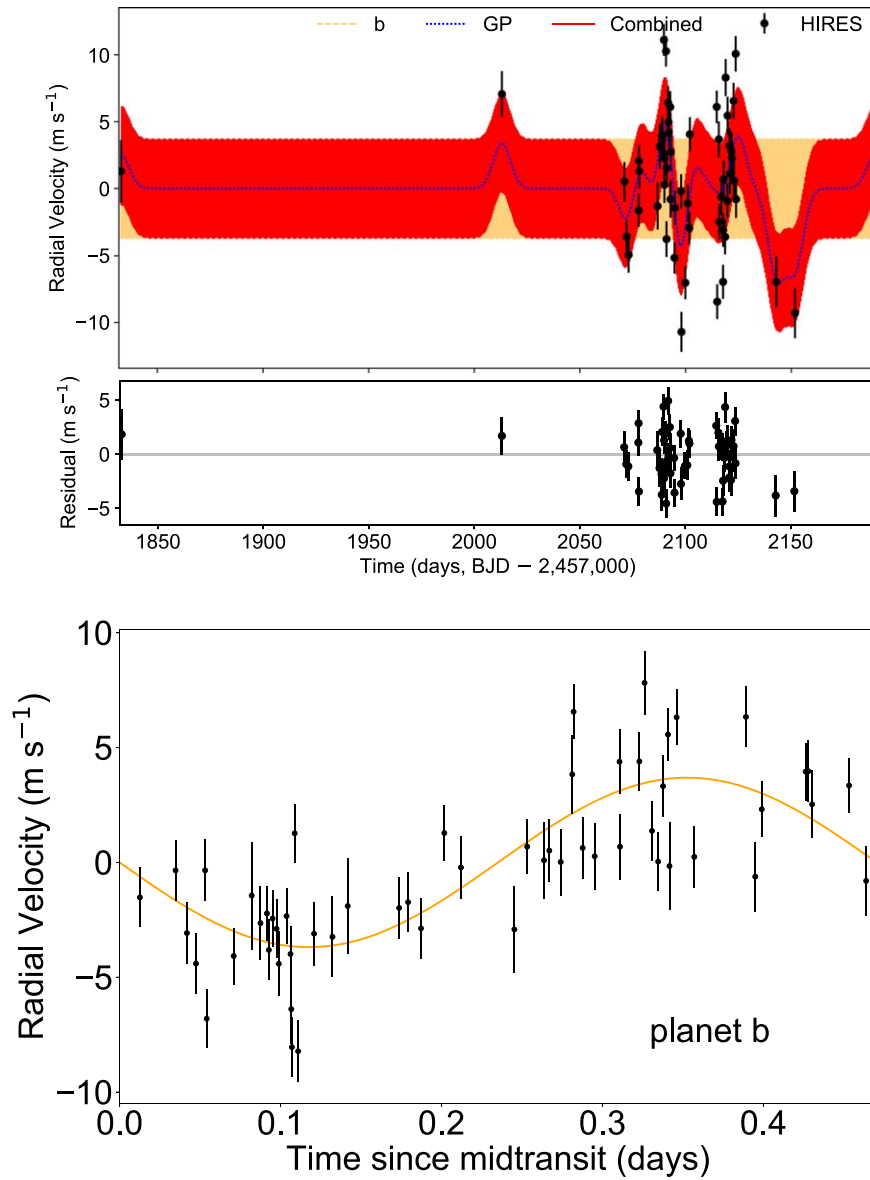 b GP Combined HIRES
10
5
0
−5
−10
Radial Velocity (m s⁻¹)
5
0
−5
Residual (m s⁻¹)
1850 1900 1950 2000 2050 2100 2150
Time (days, BJD − 2,457,000)
10
5
0
−5
−10
Radial Velocity (m s⁻¹)
planet b
0.0 0.1 0.2 0.3 0.4
Time since midtransit (days)